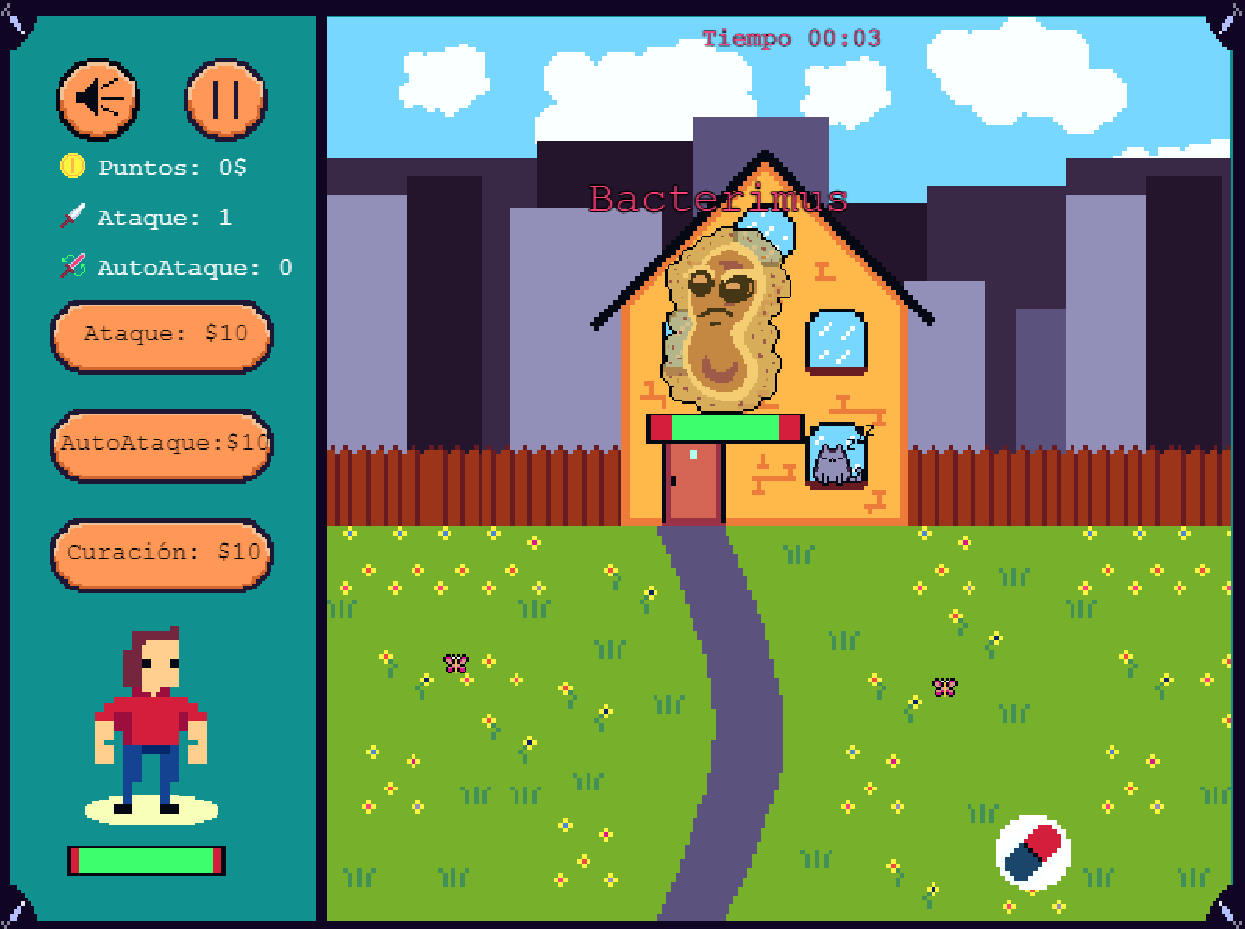 Tiempo 00:03
Puntos: 0$
Ataque: 1
AutoAtaque: 0
Ataque: $10
AutoAtaque:$10
Curación: $10
Bacterimus
z z z